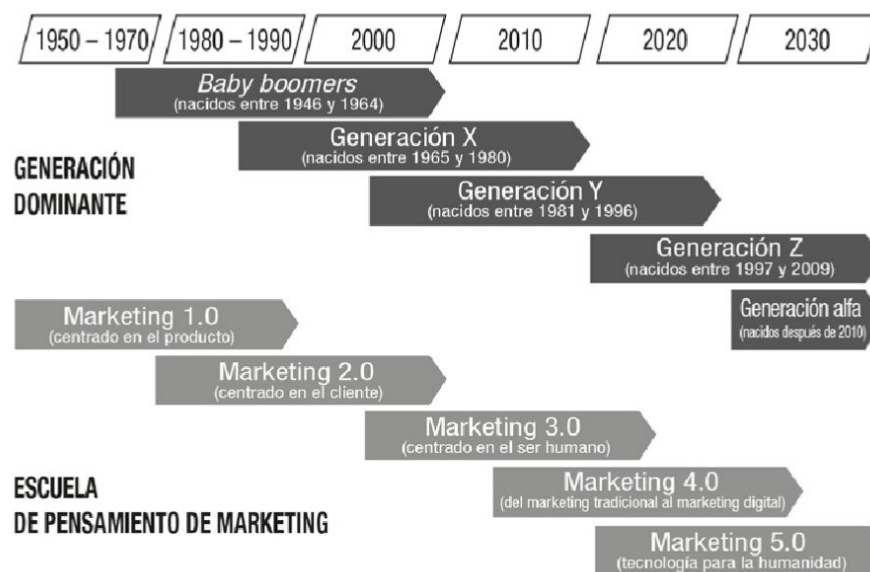 1950 – 1970
1980 – 1990
2000
2010
2020
2030
Baby boomers
(nacidos entre 1946 y 1964)
Generación X
(nacidos entre 1965 y 1980)
GENERACIÓN
DOMINANTE
Generación Y
(nacidos entre 1981 y 1996)
Generación Z
(nacidos entre 1997 y 2009)
Generación alfa
(nacidos después de 2010)
Marketing 1.0
(centrado en el producto)
Marketing 2.0
(centrado en el cliente)
Marketing 3.0
(centrado en el ser humano)
ESCUELA
DE PENSAMIENTO DE MARKETING
Marketing 4.0
(del marketing tradicional al marketing digital)
Marketing 5.0
(tecnología para la humanidad)